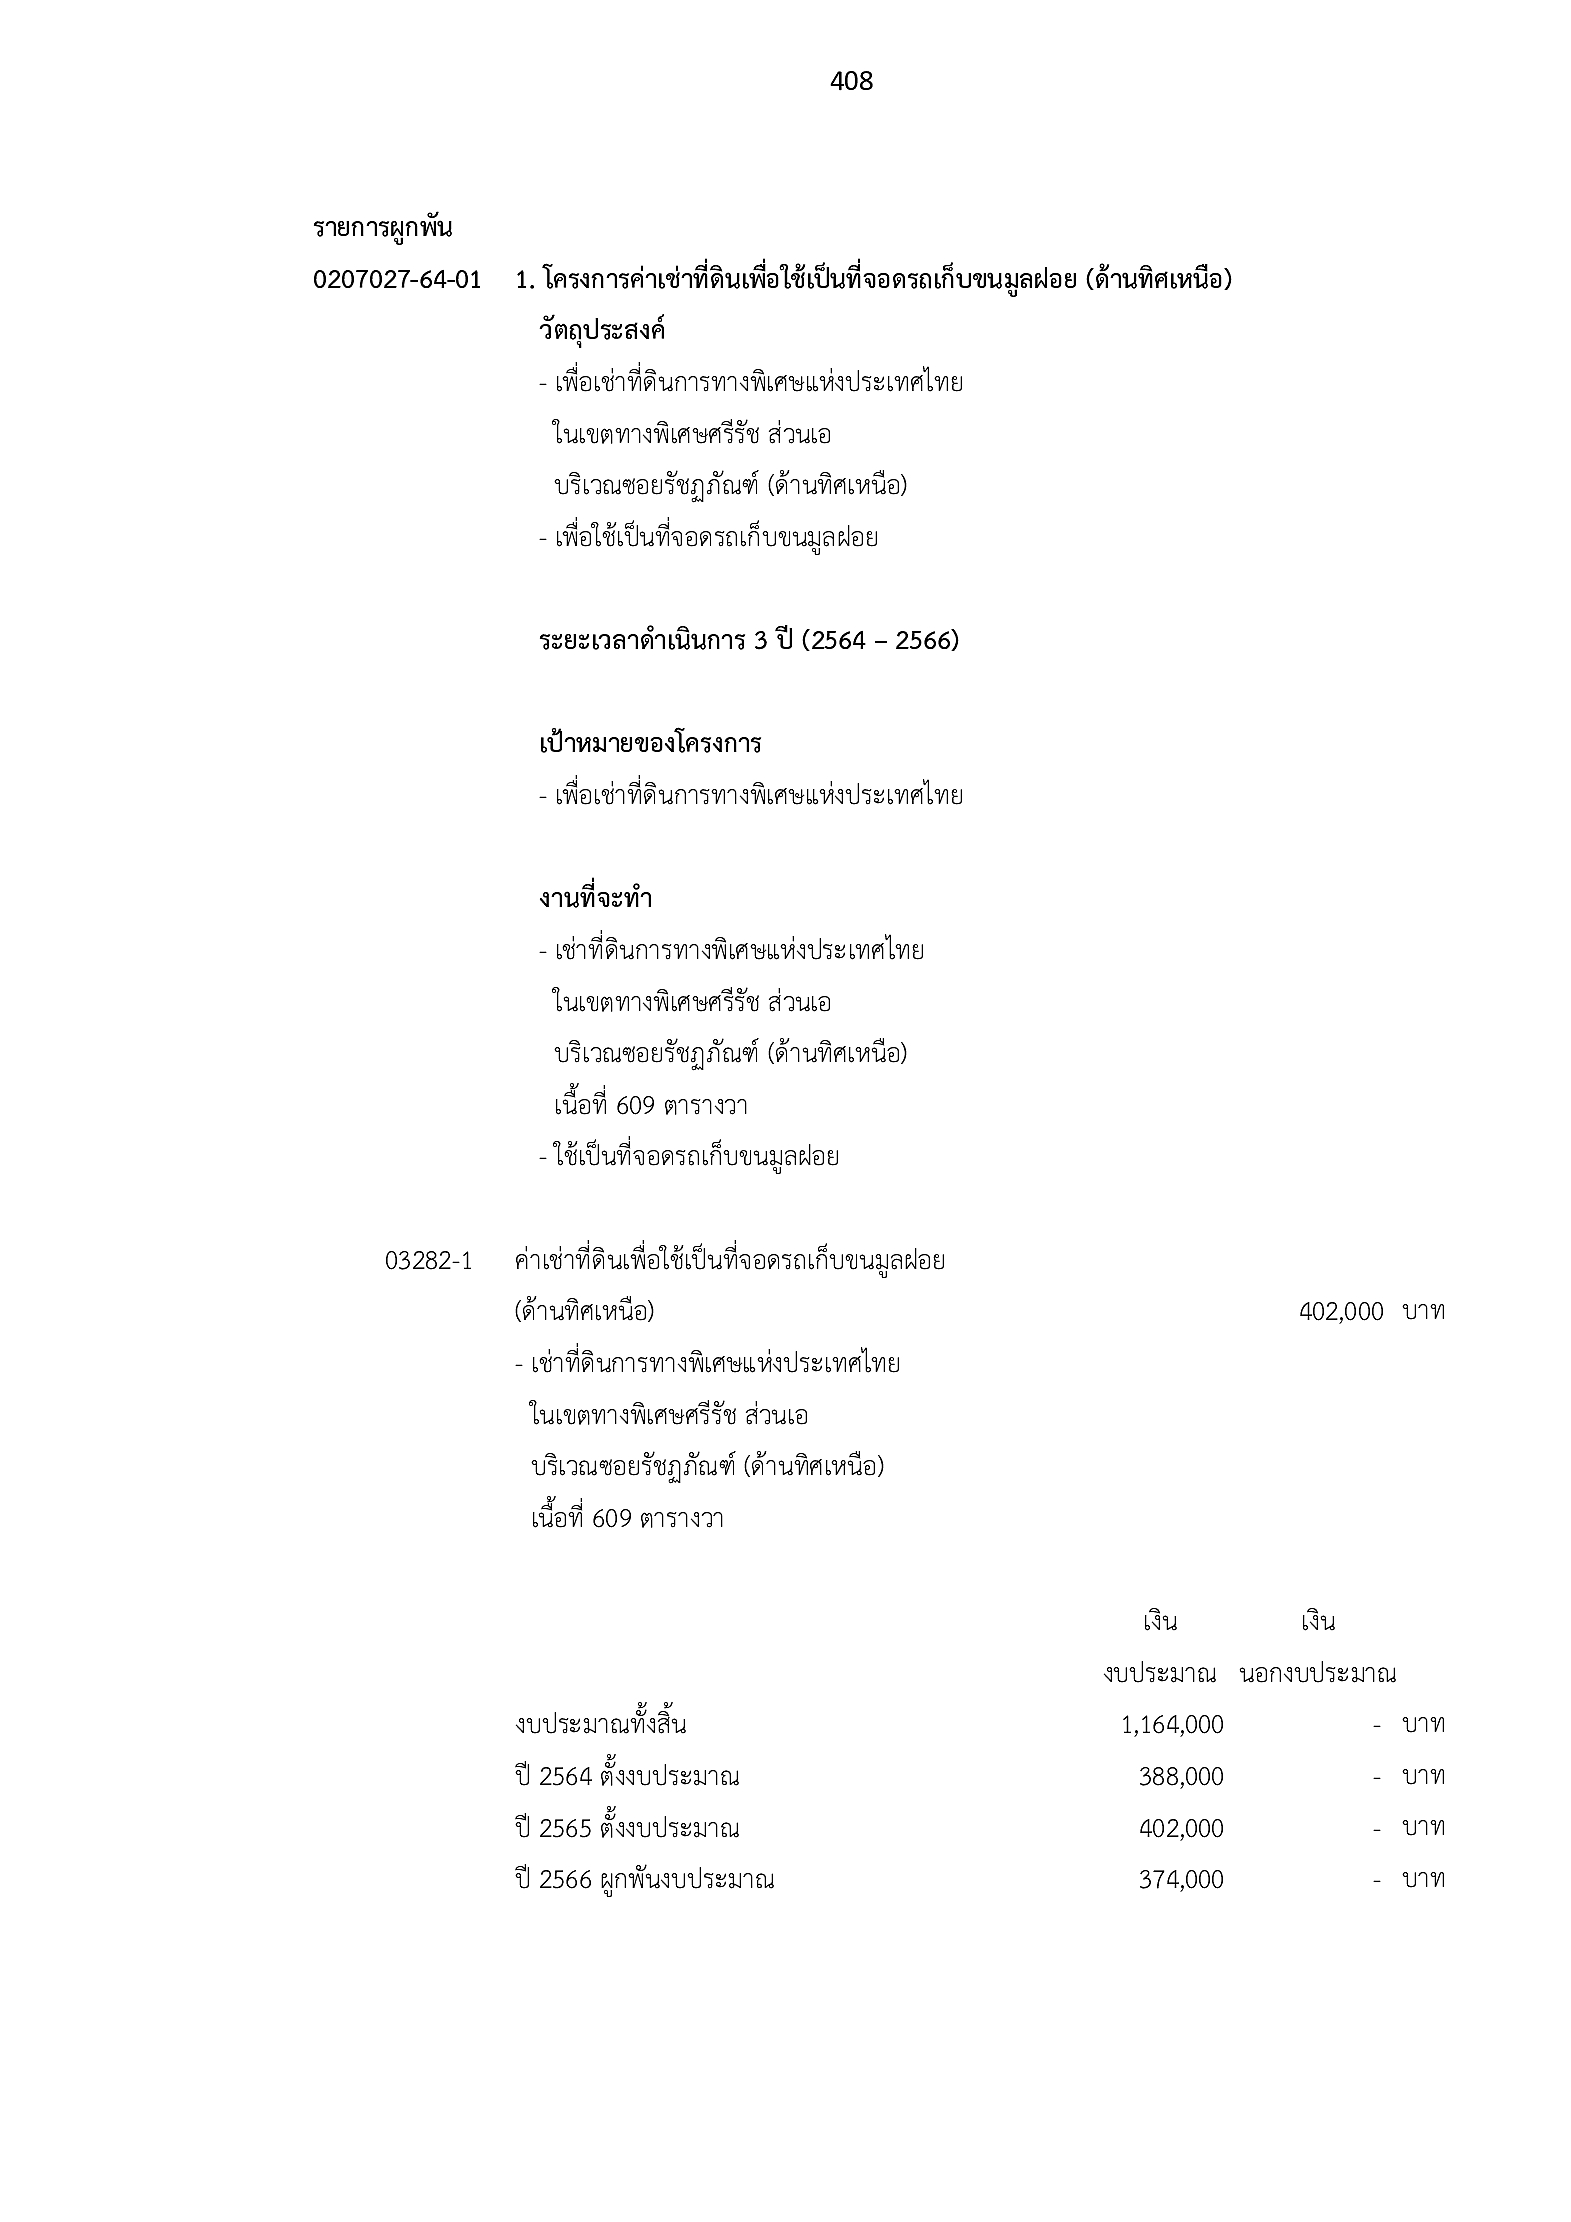 408
รายการผูกพัน
0207027-64-01 1. โครงการค่าเช่าที่ดินเพื่อใช้เป็นที่จอดรถเก็บขนมูลฝอย (ด้านทิศเหนือ)
วัตถุประสงค์
- เพื่อเช่าที่ดินการทางพิเศษแห่งประเทศไทย
ในเขตทางพิเศษศรีรัช ส่วนเอ
บริเวณซอยรัชฏภัณฑ์ (ด้านทิศเหนือ)
- เพื่อใช้เป็นที่จอดรถเก็บขนมูลฝอย
ระยะเวลาดำเนินการ 3 ปี (2564 – 2566)
เป้าหมายของโครงการ
- เพื่อเช่าที่ดินการทางพิเศษแห่งประเทศไทย
งานที่จะทำ
- เช่าที่ดินการทางพิเศษแห่งประเทศไทย
ในเขตทางพิเศษศรีรัช ส่วนเอ
บริเวณซอยรัชฏภัณฑ์ (ด้านทิศเหนือ)
เนื้อที่ 609 ตารางวา
- ใช้เป็นที่จอดรถเก็บขนมูลฝอย
03282-1 ค่าเช่าที่ดินเพื่อใช้เป็นที่จอดรถเก็บขนมูลฝอย
(ด้านทิศเหนือ) 402,000 บาท
- เช่าที่ดินการทางพิเศษแห่งประเทศไทย
ในเขตทางพิเศษศรีรัช ส่วนเอ
บริเวณซอยรัชฏภัณฑ์ (ด้านทิศเหนือ)
เนื้อที่ 609 ตารางวา
เงิน เงิน
งบประมาณ นอกงบประมาณ
งบประมาณทั้งสิ้น 1,164,000 - บาท
ปี 2564 ตั้งงบประมาณ 388,000 - บาท
ปี 2565 ตั้งงบประมาณ 402,000 - บาท
ปี 2566 ผูกพันงบประมาณ 374,000 - บาท